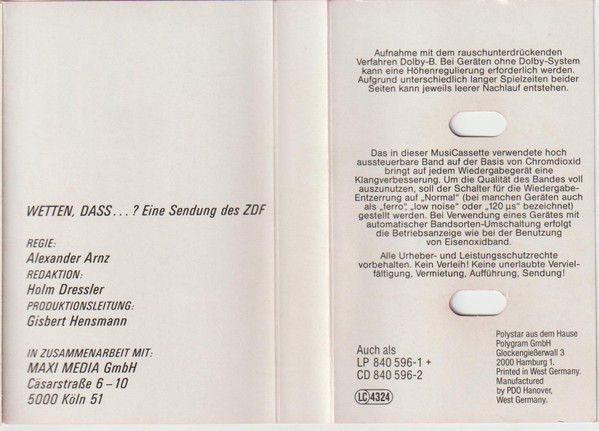 WETTEN, DASS...? Eine Sendung des ZDF
REGIE:
Alexander Arnz
REDAKTION:
Holm Dressler
PRODUKTIONSLEITUNG:
Gisbert Hensmann
IN ZUSAMMENARBEIT MIT:
MAXI MEDIA GmbH
Cäsarstraße 6–10
5000 Köln 51
Aufnahme mit dem rauschunterdrückenden
Verfahren Dolby-B. Bei Geräten ohne Dolby-System
kann eine Höhenregulierung erforderlich werden.
Aufgrund unterschiedlich langer Spielzeiten beider
Seiten kann jeweils leerer Nachlauf entstehen.
Das in dieser MusiCassette verwendete hoch
aussteuerbare Band auf der Basis von Chromdioxid
bringt auf jedem Wiedergabegerät eine
Klangverbesserung. Um die Qualität des Bandes voll
auszunutzen, soll der Schalter für die Wiedergabe-
Entzerrung auf „Normal“ (bei manchen Geräten auch
als „ferro“, „low noise“ oder „120 µs“ bezeichnet)
gestellt werden. Bei Verwendung eines Gerätes mit
automatischer Bandsorten-Umschaltung erfolgt
die Betriebsanzeige wie bei der Benutzung
von Eisenoxidband.
Alle Urheber- und Leistungsschutzrechte
vorbehalten. Kein Verleih! Keine unerlaubte Verviel-
fältigung, Vermietung, Aufführung, Sendung!
Auch als
LP 840 596-1 +
CD 840 596-2
LC 4324
Polystar aus dem Hause
Polygram GmbH
Glockengießerwall 3
2000 Hamburg 1.
Printed in West Germany.
Manufactured
by PDO Hanover,
West Germany.